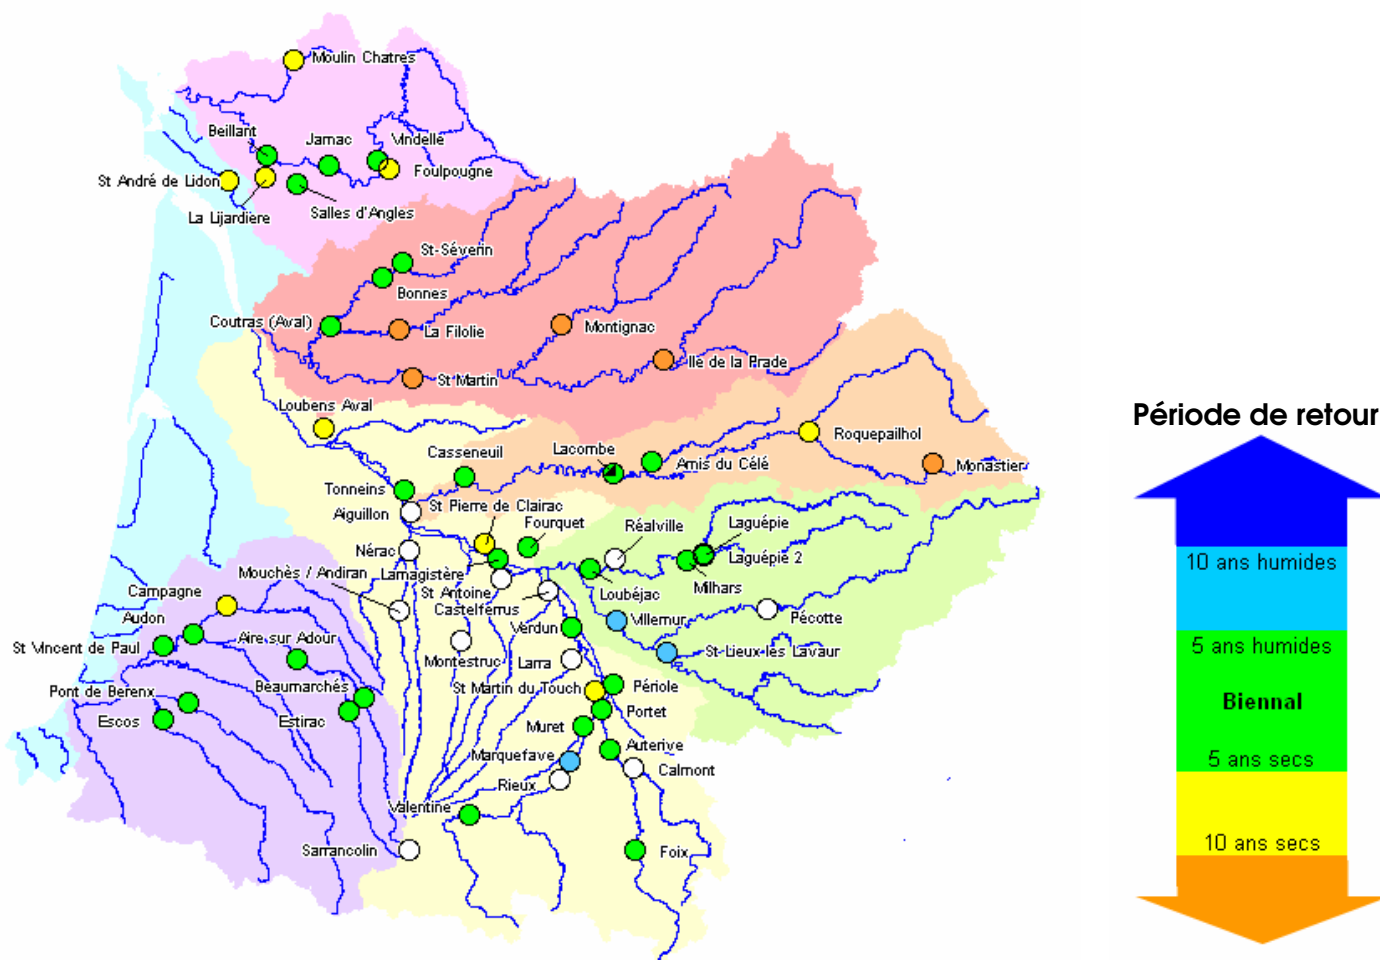 Moulin Chatres
Beillant
Jarnac
Vindelle
Foulpougne
St André de Lidon
La Lijardière
Salles d'Angles
St-Séverin
Bonnes
Coutras (Aval)
La Filolie
Montignac
Ile de la Prade
St Martin
Loubens Aval
Période de retour
Roquepailhol
Casseneuil
Lacombe
Amis du Célé
Monastier
Tonneins
St Pierre de Clairac
Aiguillon
Fourquet
Réalville
Laguépie
Nérac
Laguépie 2
Lamagistère
Mouchès / Andiran
St Antoine
Loubéjac
Milhars
10 ans humides
Campagne
Castelferrus
Audon
Villemur
Pécotte
Verdun
Aire sur Adour
St Vincent de Paul
5 ans humides
Montestruc
Larra
St-Lieux-lès Lavaur
Pont de Berenx
Beaumarchés
St Martin du Touch
Périole
Biennal
Escos
Estirac
Portet
Muret
Auterive
Marquefave
5 ans secs
Calmont
Rieux
Valentine
10 ans secs
Sarrancolin
Foix